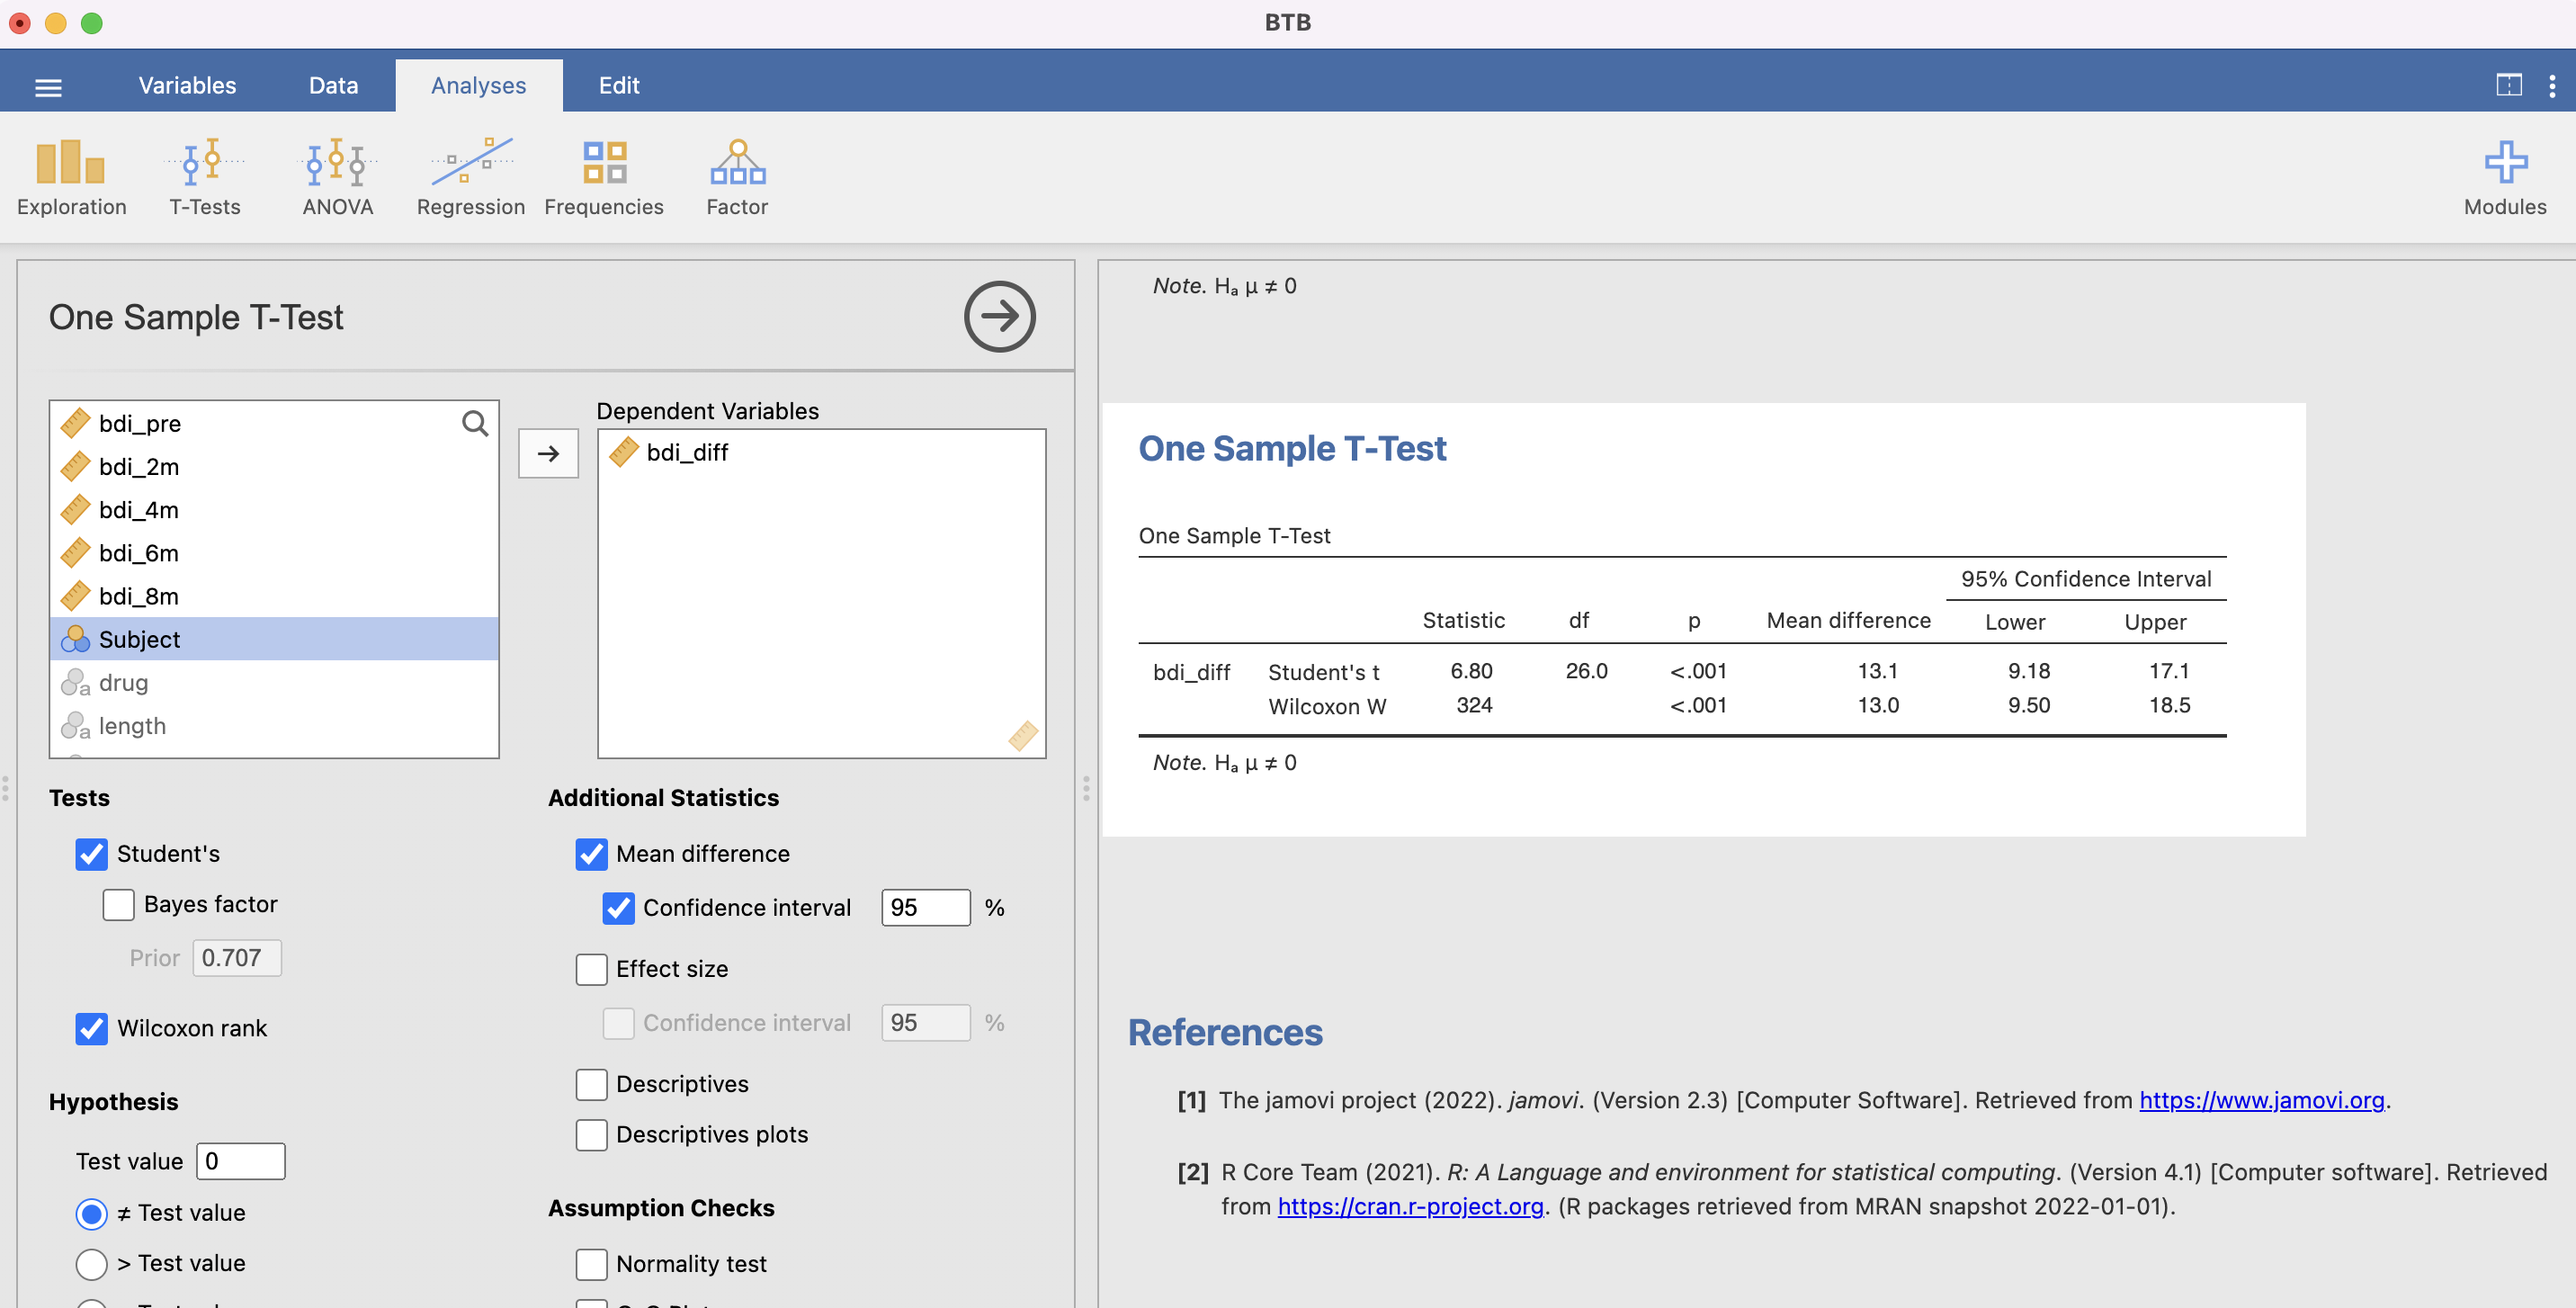 BTB
Variables Data Analyses Edit
Exploration T-Tests ANOVA Regression Frequencies Factor Modules
One Sample T-Test
bdi_pre
bdi_2m
bdi_4m
bdi_6m
bdi_8m
Subject
a drug
a length
Dependent Variables
bdi_diff
Tests
Student's
Bayes factor
Prior 0.707
Wilcoxon rank
Hypothesis
Test value 0
≠ Test value
> Test value
Additional Statistics
Mean difference
Confidence interval 95 %
Effect size
Confidence interval 95 %
Descriptives
Descriptives plots
Assumption Checks
Normality test
Note. Hₐ μ ≠ 0
One Sample T-Test
One Sample T-Test
95% Confidence Interval
Statistic df p Mean difference Lower Upper
bdi_diff Student's t 6.80 26.0 <.001 13.1 9.18 17.1
Wilcoxon W 324 <.001 13.0 9.50 18.5
Note. Hₐ μ ≠ 0
References
[1] The jamovi project (2022). jamovi. (Version 2.3) [Computer Software]. Retrieved from https://www.jamovi.org.
[2] R Core Team (2021). R: A Language and environment for statistical computing. (Version 4.1) [Computer software]. Retrieved
from https://cran.r-project.org. (R packages retrieved from MRAN snapshot 2022-01-01).